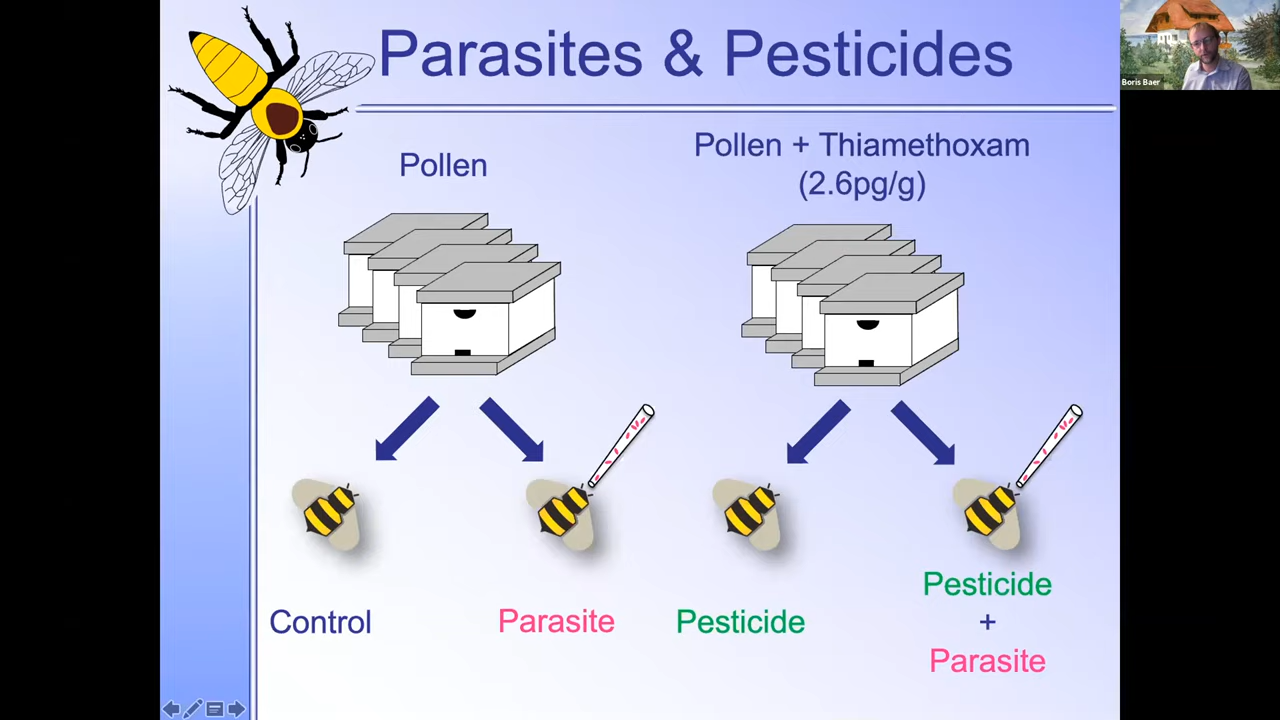 Parasites & Pesticides
Boris Baer
Pollen
Pollen + Thiamethoxam
(2.6pg/g)
Control
Parasite
Pesticide
Pesticide
+
Parasite